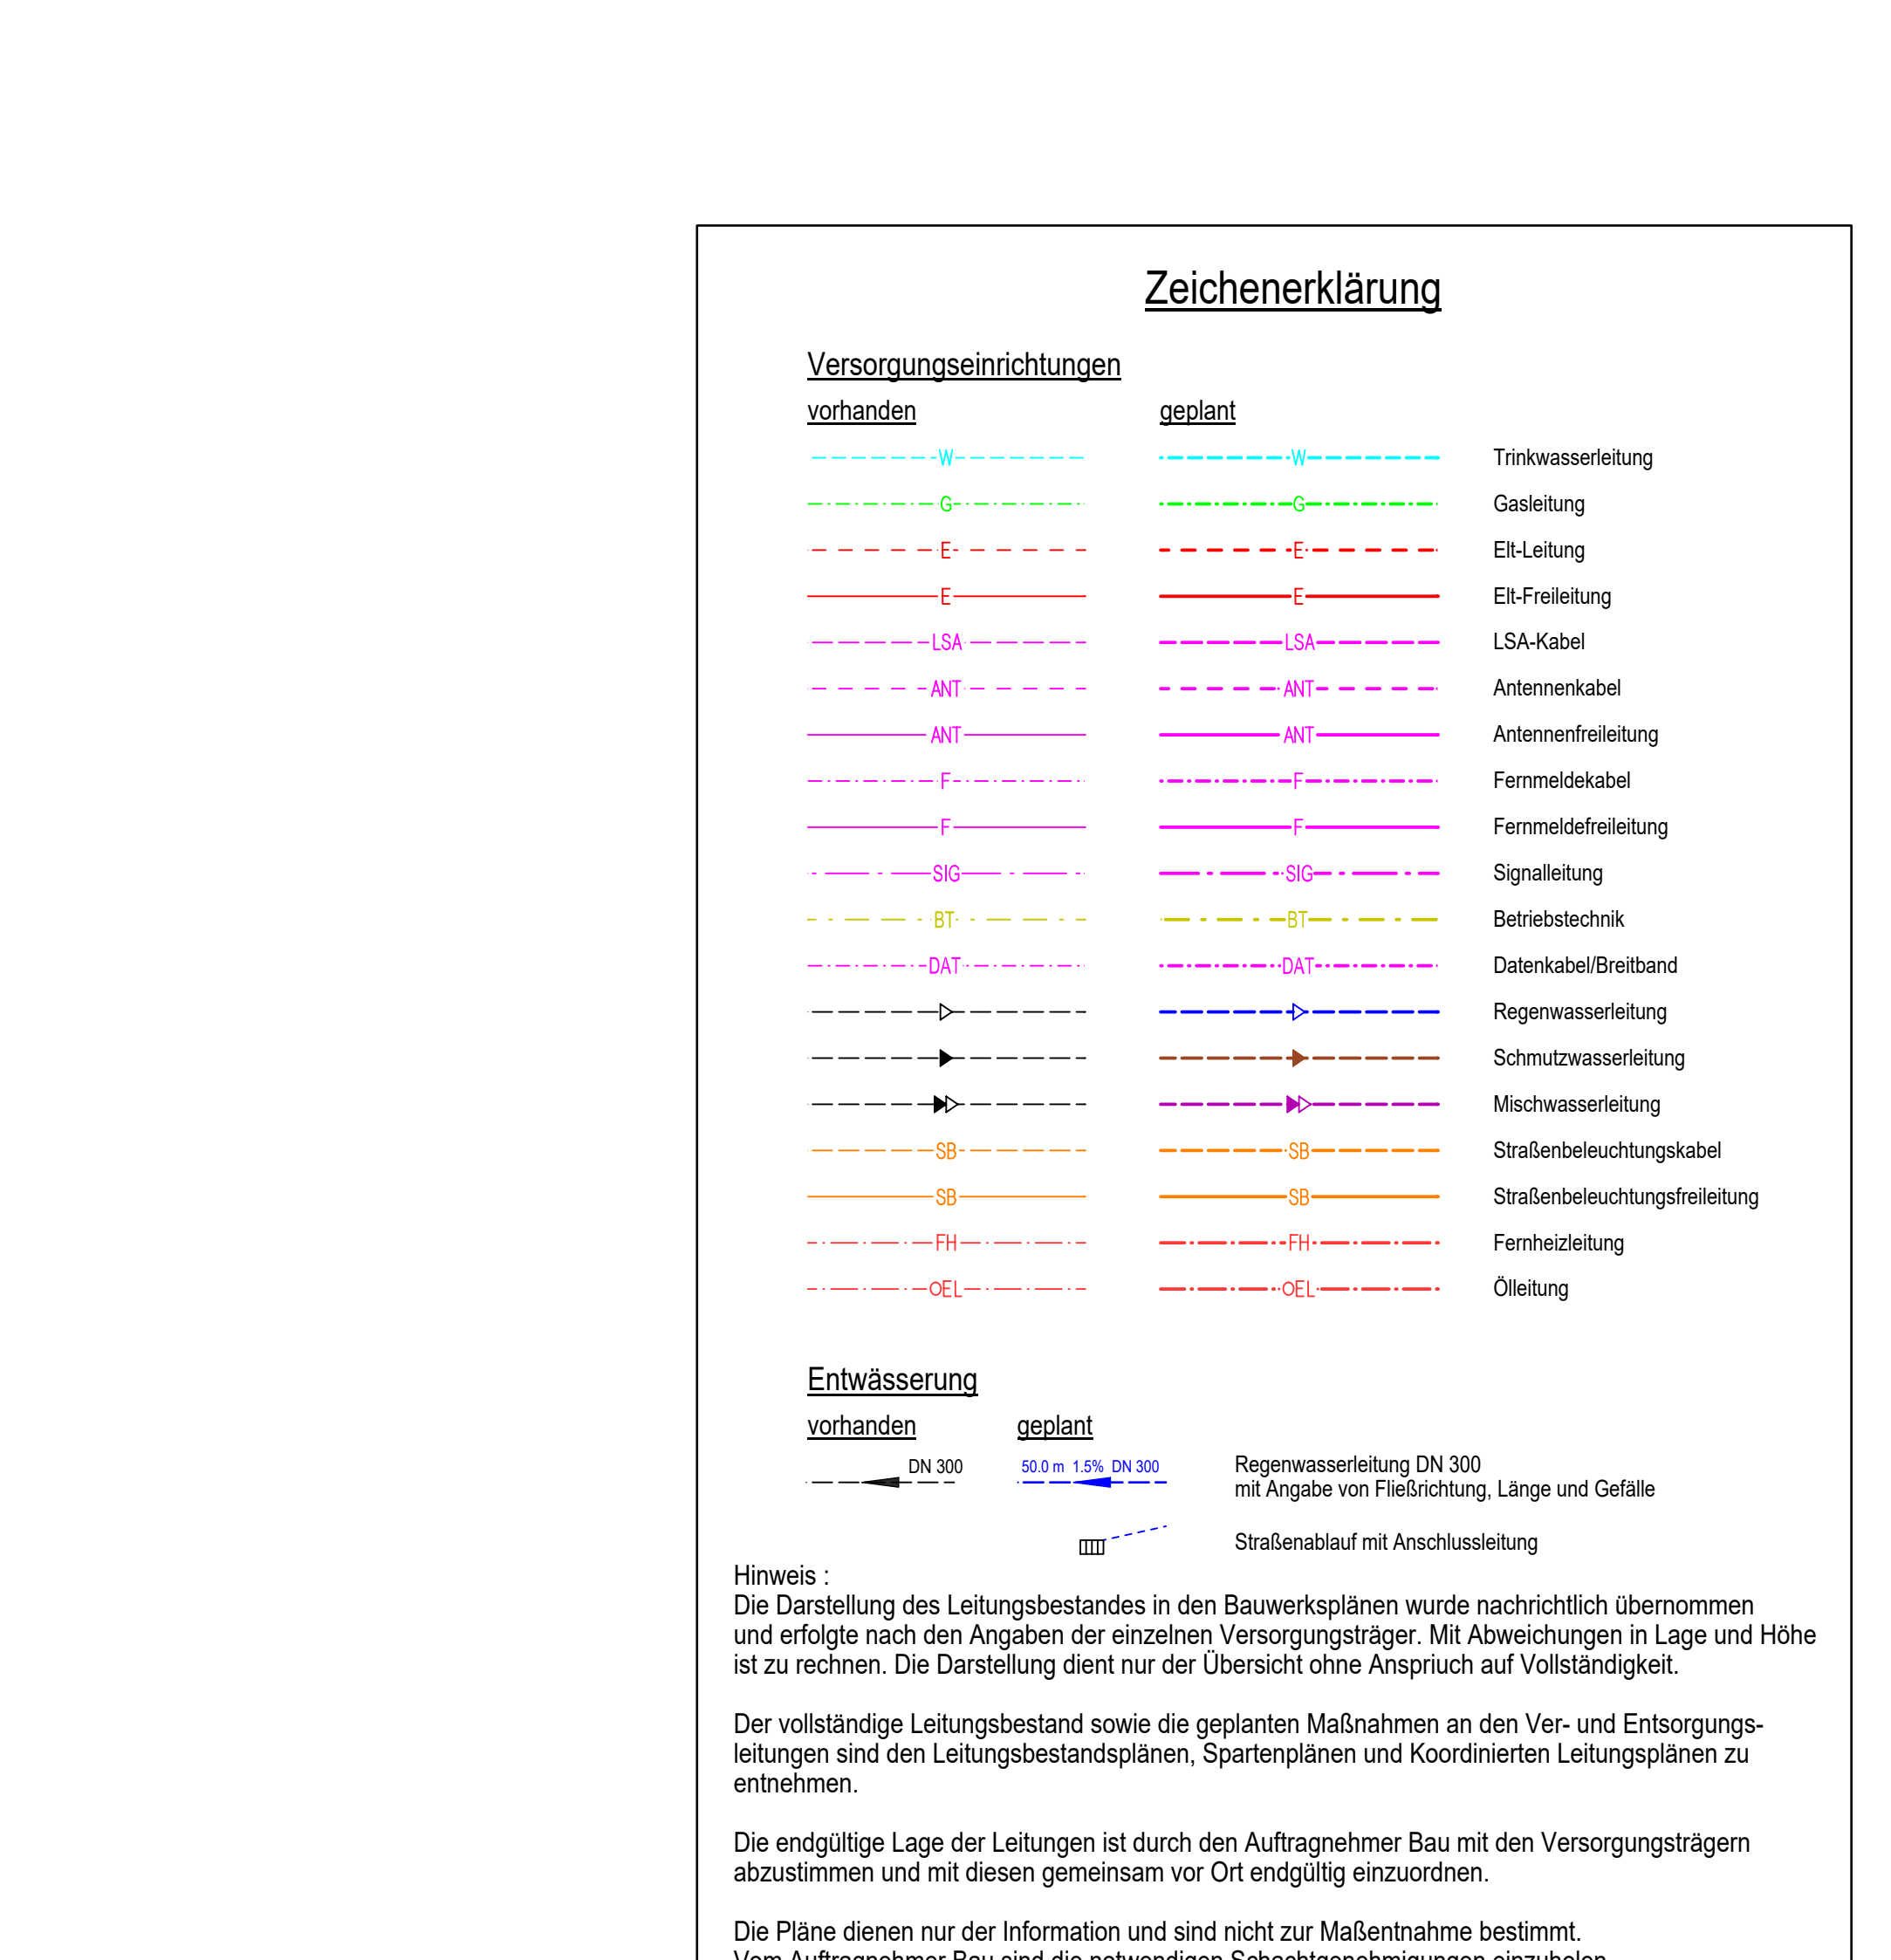 Zeichenerklärung
Versorgungseinrichtungen
vorhanden geplant
W W Trinkwasserleitung
G G Gasleitung
E E Elt-Leitung
E E Elt-Freileitung
LSA LSA LSA-Kabel
ANT ANT Antennenkabel
ANT ANT Antennenfreileitung
F F Fernmeldekabel
F F Fernmeldefreileitung
SIG SIG Signalleitung
BT BT Betriebstechnik
DAT DAT Datenkabel/Breitband
Regenwasserleitung
Schmutzwasserleitung
Mischwasserleitung
SB SB Straßenbeleuchtungskabel
SB SB Straßenbeleuchtungsfreileitung
FH FH Fernheizleitung
OEL OEL Ölleitung
Entwässerung
vorhanden geplant
DN 300 50.0 m 1.5% DN 300 Regenwasserleitung DN 300
mit Angabe von Fließrichtung, Länge und Gefälle
Straßenablauf mit Anschlussleitung
Hinweis :
Die Darstellung des Leitungsbestandes in den Bauwerksplänen wurde nachrichtlich übernommen
und erfolgte nach den Angaben der einzelnen Versorgungsträger. Mit Abweichungen in Lage und Höhe
ist zu rechnen. Die Darstellung dient nur der Übersicht ohne Anspriuch auf Vollständigkeit.
Der vollständige Leitungsbestand sowie die geplanten Maßnahmen an den Ver- und Entsorgungs-
leitungen sind den Leitungsbestandsplänen, Spartenplänen und Koordinierten Leitungsplänen zu
entnehmen.
Die endgültige Lage der Leitungen ist durch den Auftragnehmer Bau mit den Versorgungsträgern
abzustimmen und mit diesen gemeinsam vor Ort endgültig einzuordnen.
Die Pläne dienen nur der Information und sind nicht zur Maßentnahme bestimmt.
Vom Auftragnehmer Bau sind die notwendigen Schachtgenehmigungen einzuholen